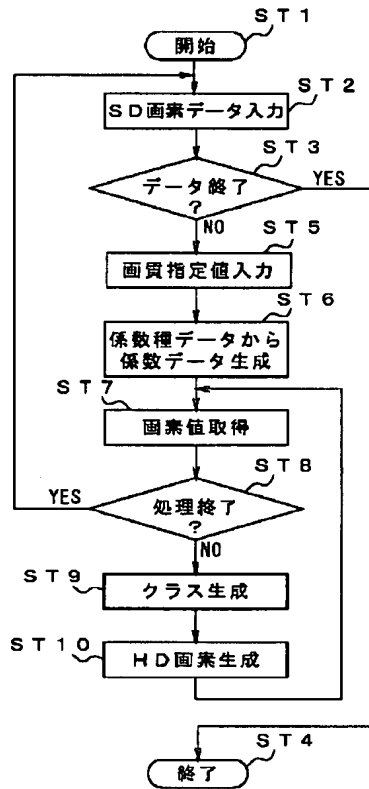 ST1
開始
ST2
SD画素データ入力
ST3
データ終了
?
YES
NO
ST5
画質指定値入力
ST6
係数種データから
係数データ生成
ST7
画素値取得
ST8
YES
処理終了
?
NO
ST9
クラス生成
ST10
HD画素生成
ST4
終了